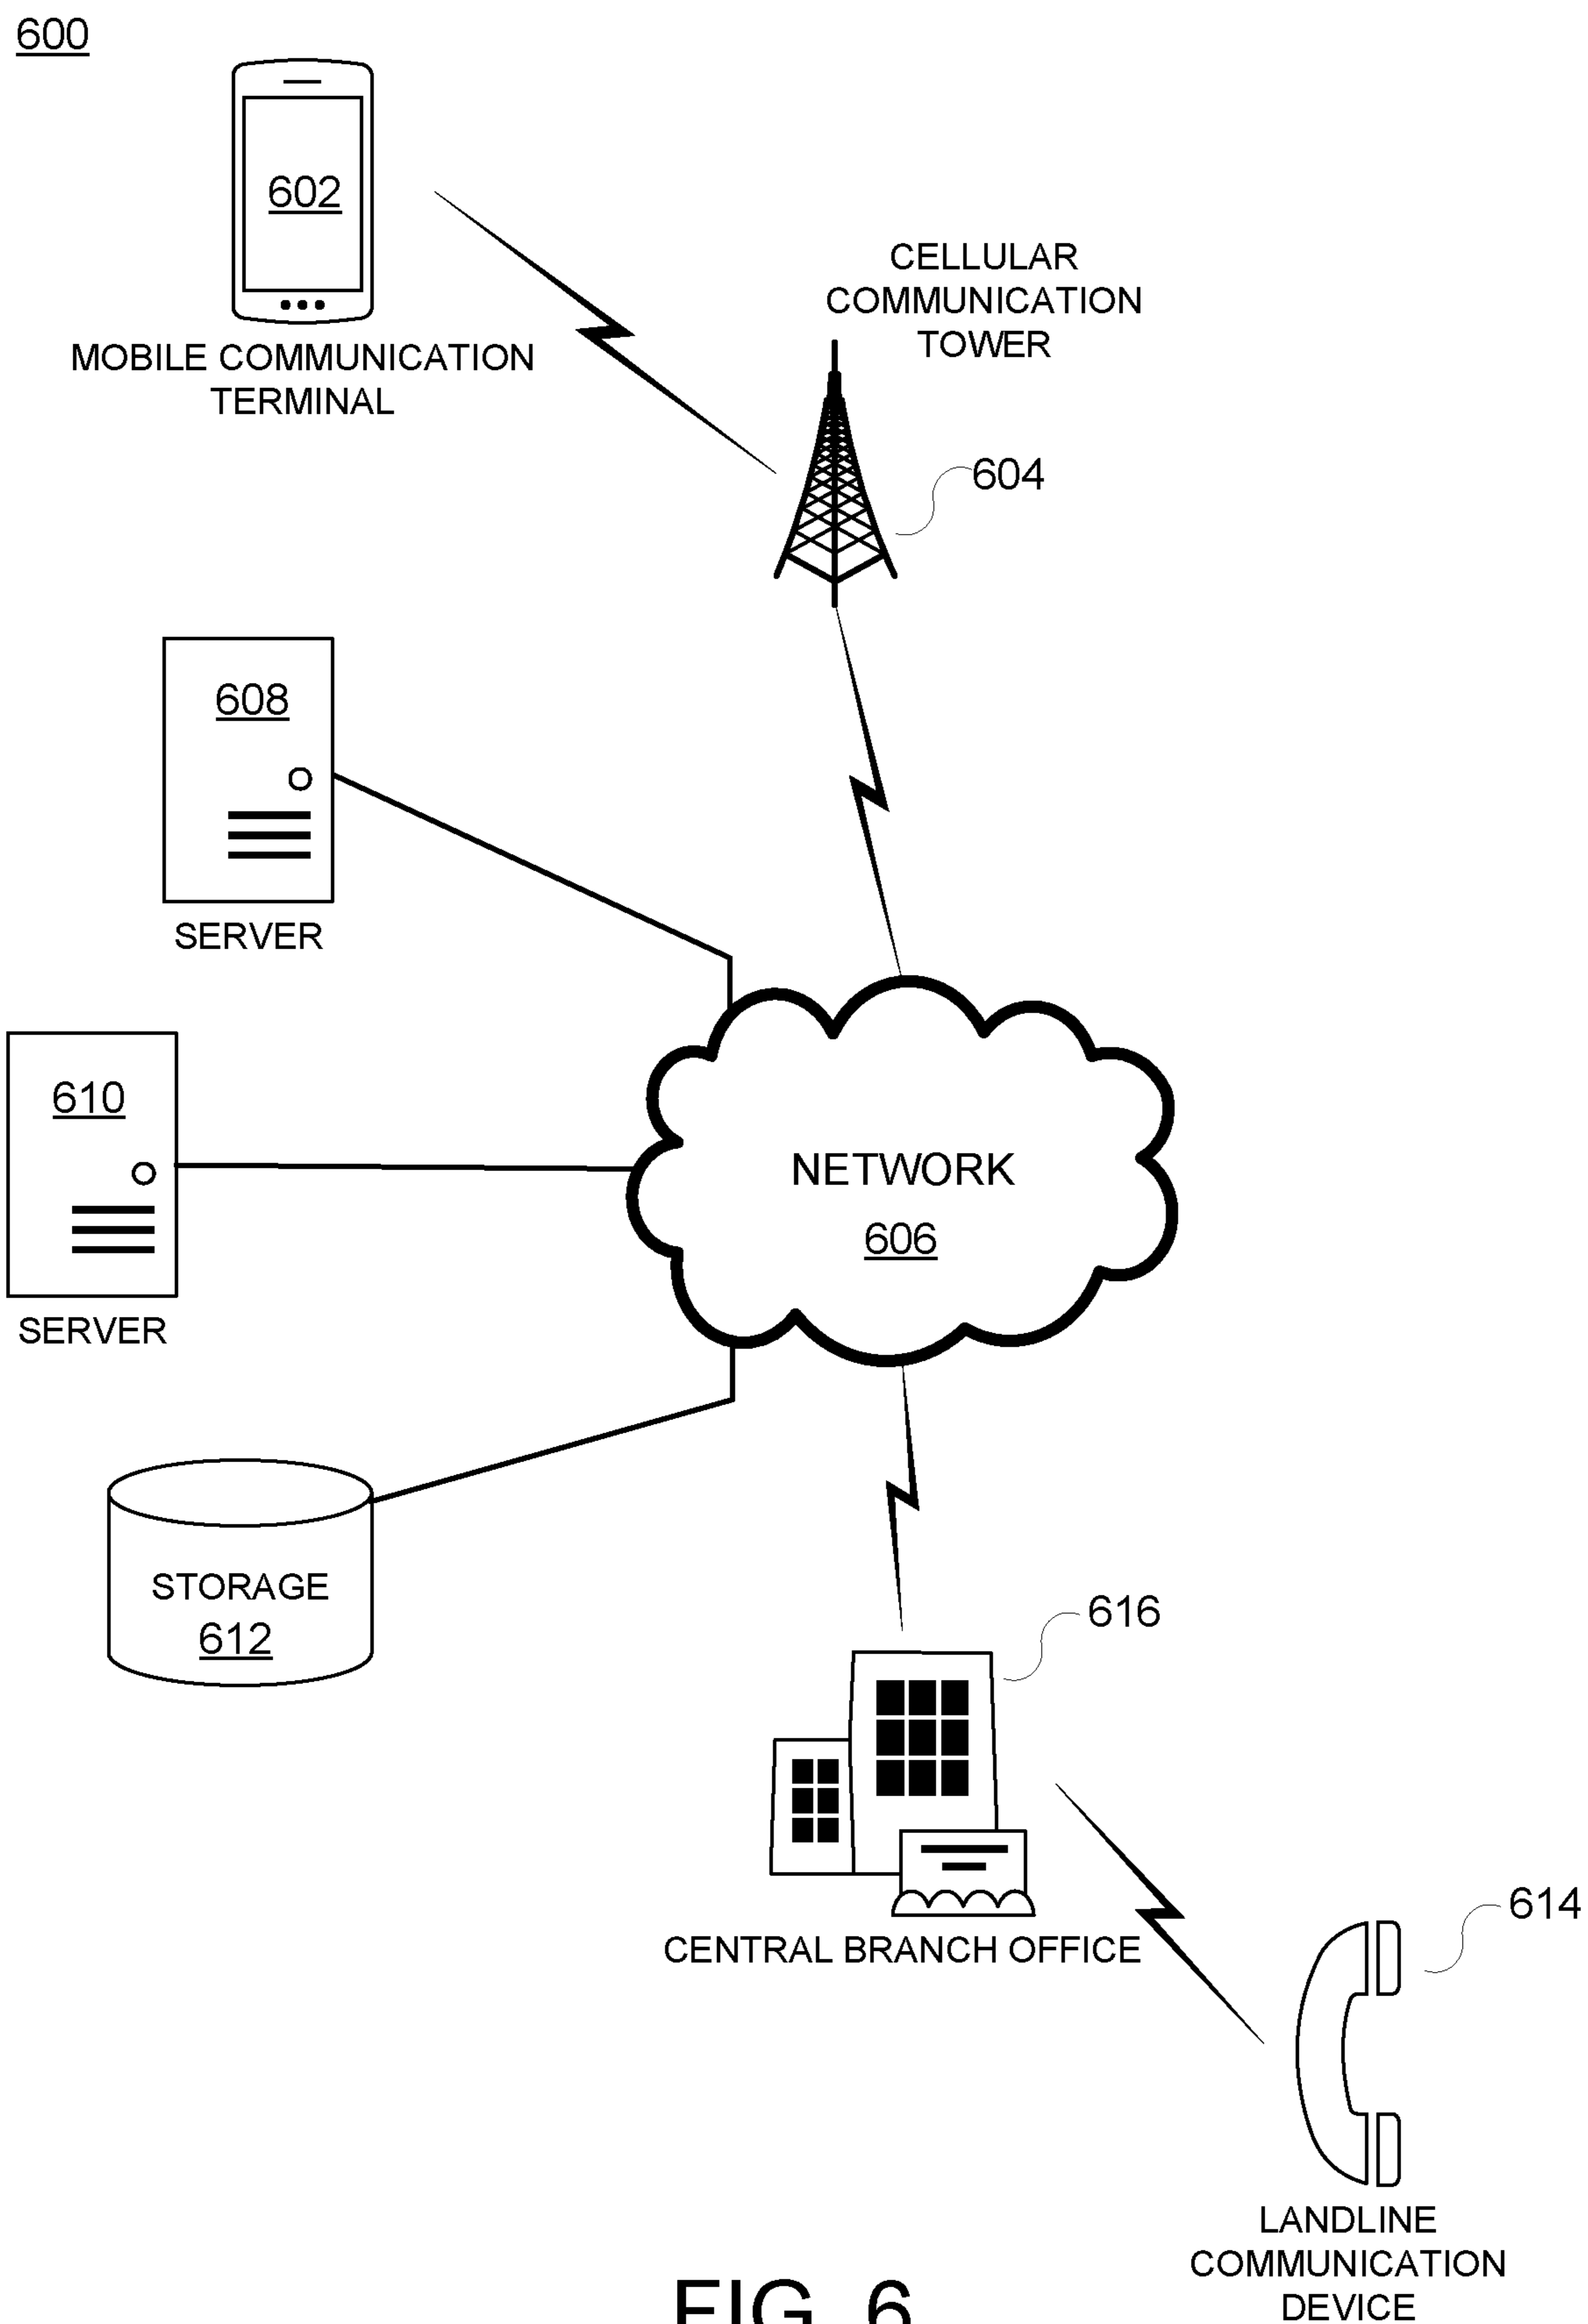 600
602
MOBILE COMMUNICATION
TERMINAL
CELLULAR
COMMUNICATION
TOWER
604
608
SERVER
610
SERVER
NETWORK
606
STORAGE
612
616
CENTRAL BRANCH OFFICE
614
LANDLINE
COMMUNICATION
DEVICE
FIG. 6